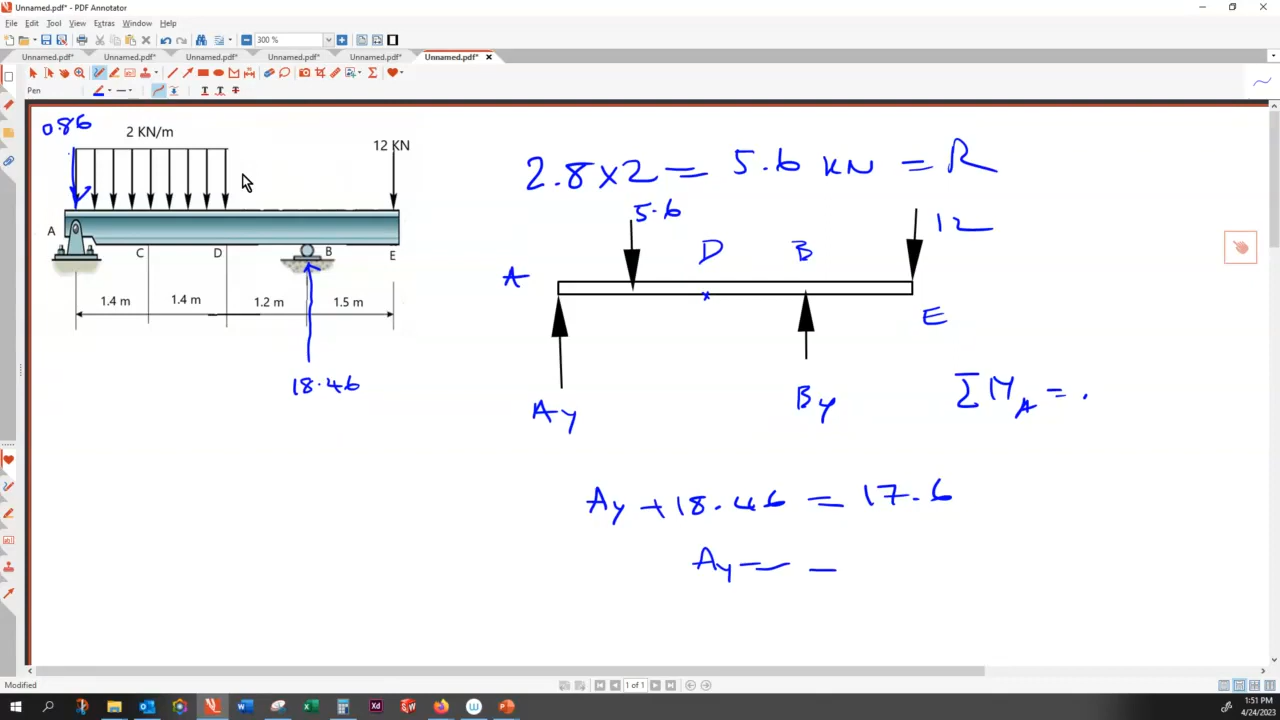 Unnamed.pdf* - PDF Annotator
File Edit Tool View Extras Window Help
300 %
Unnamed.pdf* Unnamed.pdf* Unnamed.pdf* Unnamed.pdf* Unnamed.pdf* Unnamed.pdf*
Pen
0.86
2 KN/m
12 KN
2.8×2 = 5.6 KN = R
5.6
12
D
B
A
A
C
D
B
E
E
1.4 m
1.4 m
1.2 m
1.5 m
18.46
Ay
By
ΣMA = .
Ay + 18.46 = 17.6
Ay = –
1 of 1
Modified
1:51 PM
4/24/2023